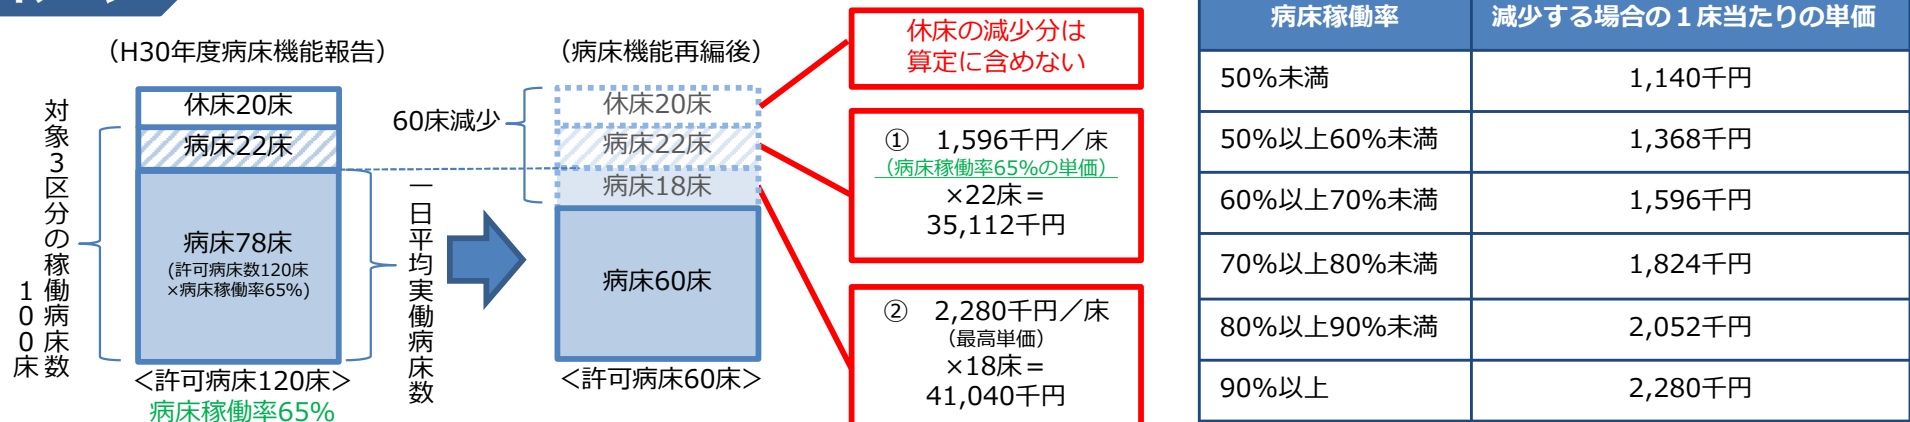 (H30年度病床機能報告)
対象3区分の稼働病床数
100床
休床20床
病床22床
病床78床
(許可病床数120床
×病床稼働率65%)
一日平均実働病床数
<許可病床120床>
病床稼働率65%
(病床機能再編後)
60床減少
休床20床
病床22床
病床18床
病床60床
<許可病床60床>
休床の減少分は
算定に含めない
① 1,596千円/床
(病床稼働率65%の単価)
×22床=
35,112千円
② 2,280千円/床
(最高単価)
×18床=
41,040千円
病床稼働率 減少する場合の1床当たりの単価
50%未満 1,140千円
50%以上60%未満 1,368千円
60%以上70%未満 1,596千円
70%以上80%未満 1,824千円
80%以上90%未満 2,052千円
90%以上 2,280千円